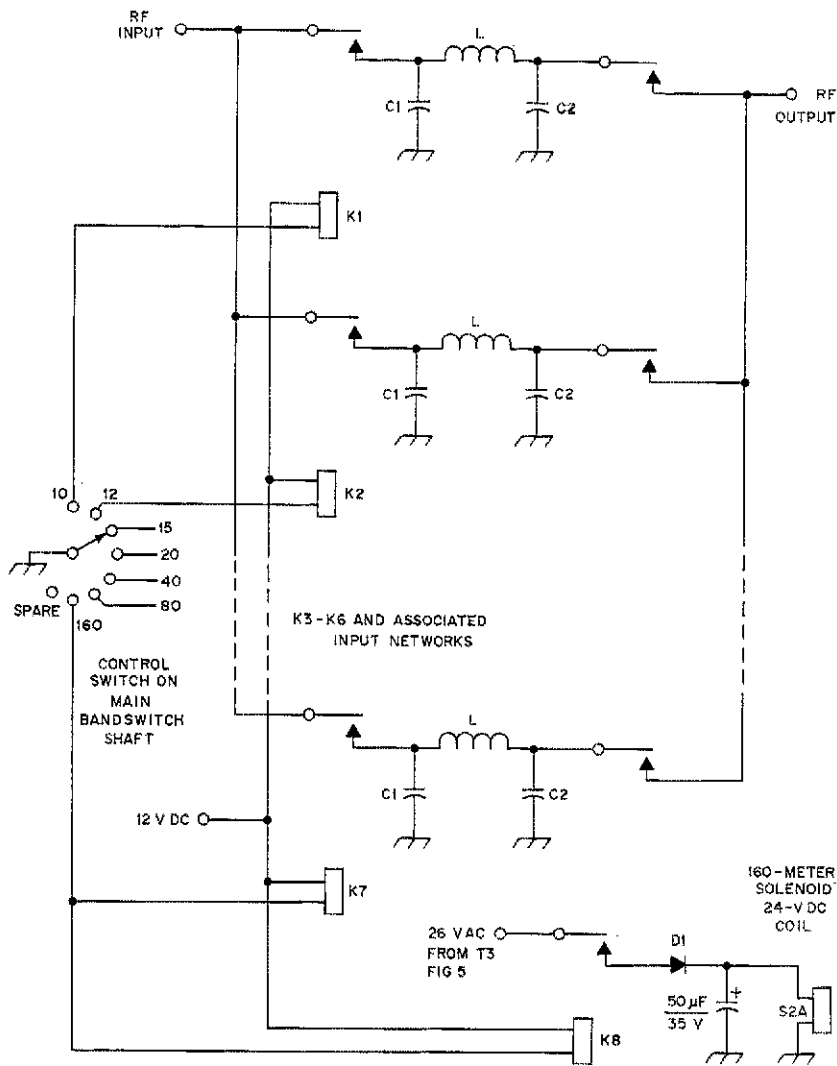 RF
INPUT
L
C1
C2
RF
OUTPUT
K1
L
C1
C2
K2
10
12
15
20
40
80
160
SPARE
K3-K6 AND ASSOCIATED
INPUT NETWORKS
CONTROL
SWITCH ON
MAIN
BANDSWITCH
SHAFT
L
C1
C2
12 V DC
K7
160-METER
SOLENOID
24-V DC
COIL
26 VAC
FROM T3
FIG 5
D1
+
50 µF
35 V
S2A
K8